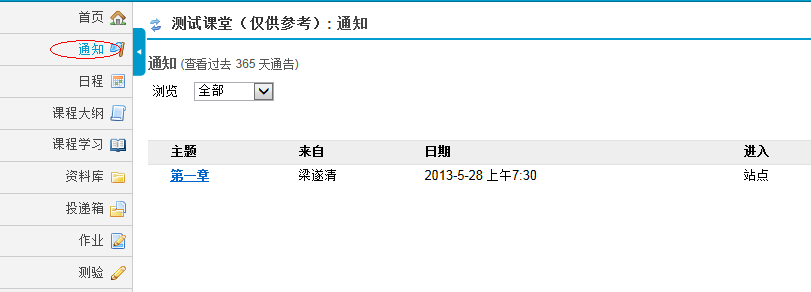 首页
通知
日程
课程大纲
课程学习
资料库
投递箱
作业
测验
测试课堂（仅供参考）: 通知
通知 (查看过去 365 天通告)
浏览 全部
主题 来自 日期 进入
第一章 梁遂清 2013-5-28 上午7:30 站点